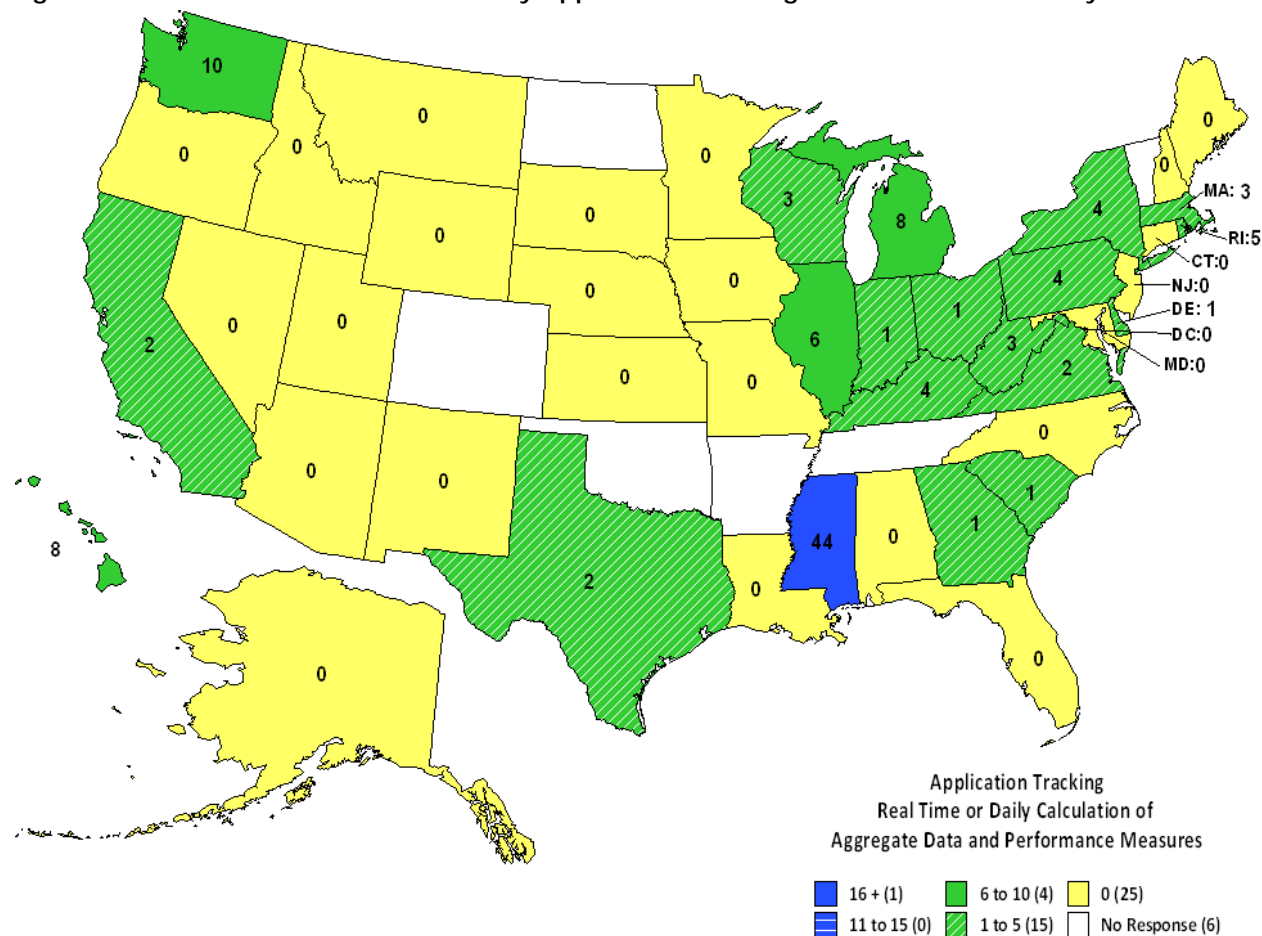 10
0
0
0
0
0
0
3
8
4
0
0
MA: 3
RI:5
CT:0
NJ:0
DE: 1
DC:0
MD:0
0
0
0
0
4
1
1
6
3
2
4
2
0
0
0
0
0
0
0
0
1
1
44
0
2
0
8
0
0
Application Tracking
Real Time or Daily Calculation of
Aggregate Data and Performance Measures
16 + (1)
6 to 10 (4)
0 (25)
11 to 15 (0)
1 to 5 (15)
No Response (6)